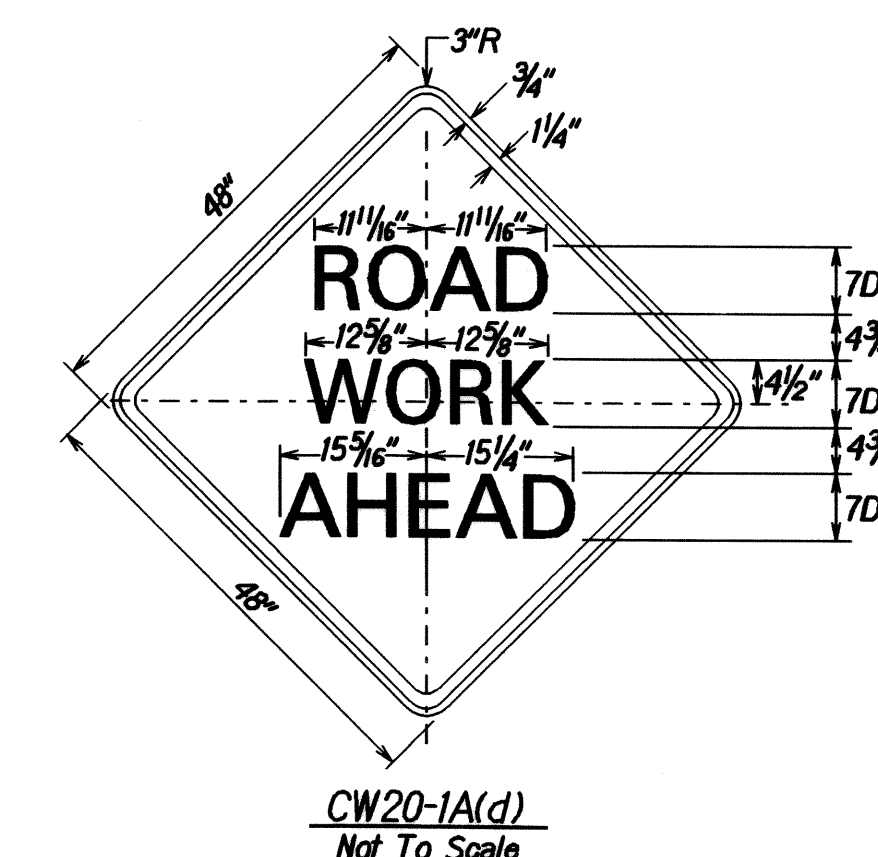 3"R
3/4"
1 1/4"
48"
11 11/16" 11 11/16"
ROAD
7D
12 5/8" 12 5/8"
WORK
4 1/2"
7D
15 5/16" 15 1/4"
AHEAD
7D
48"
CW20-1A(d)
Not To Scale